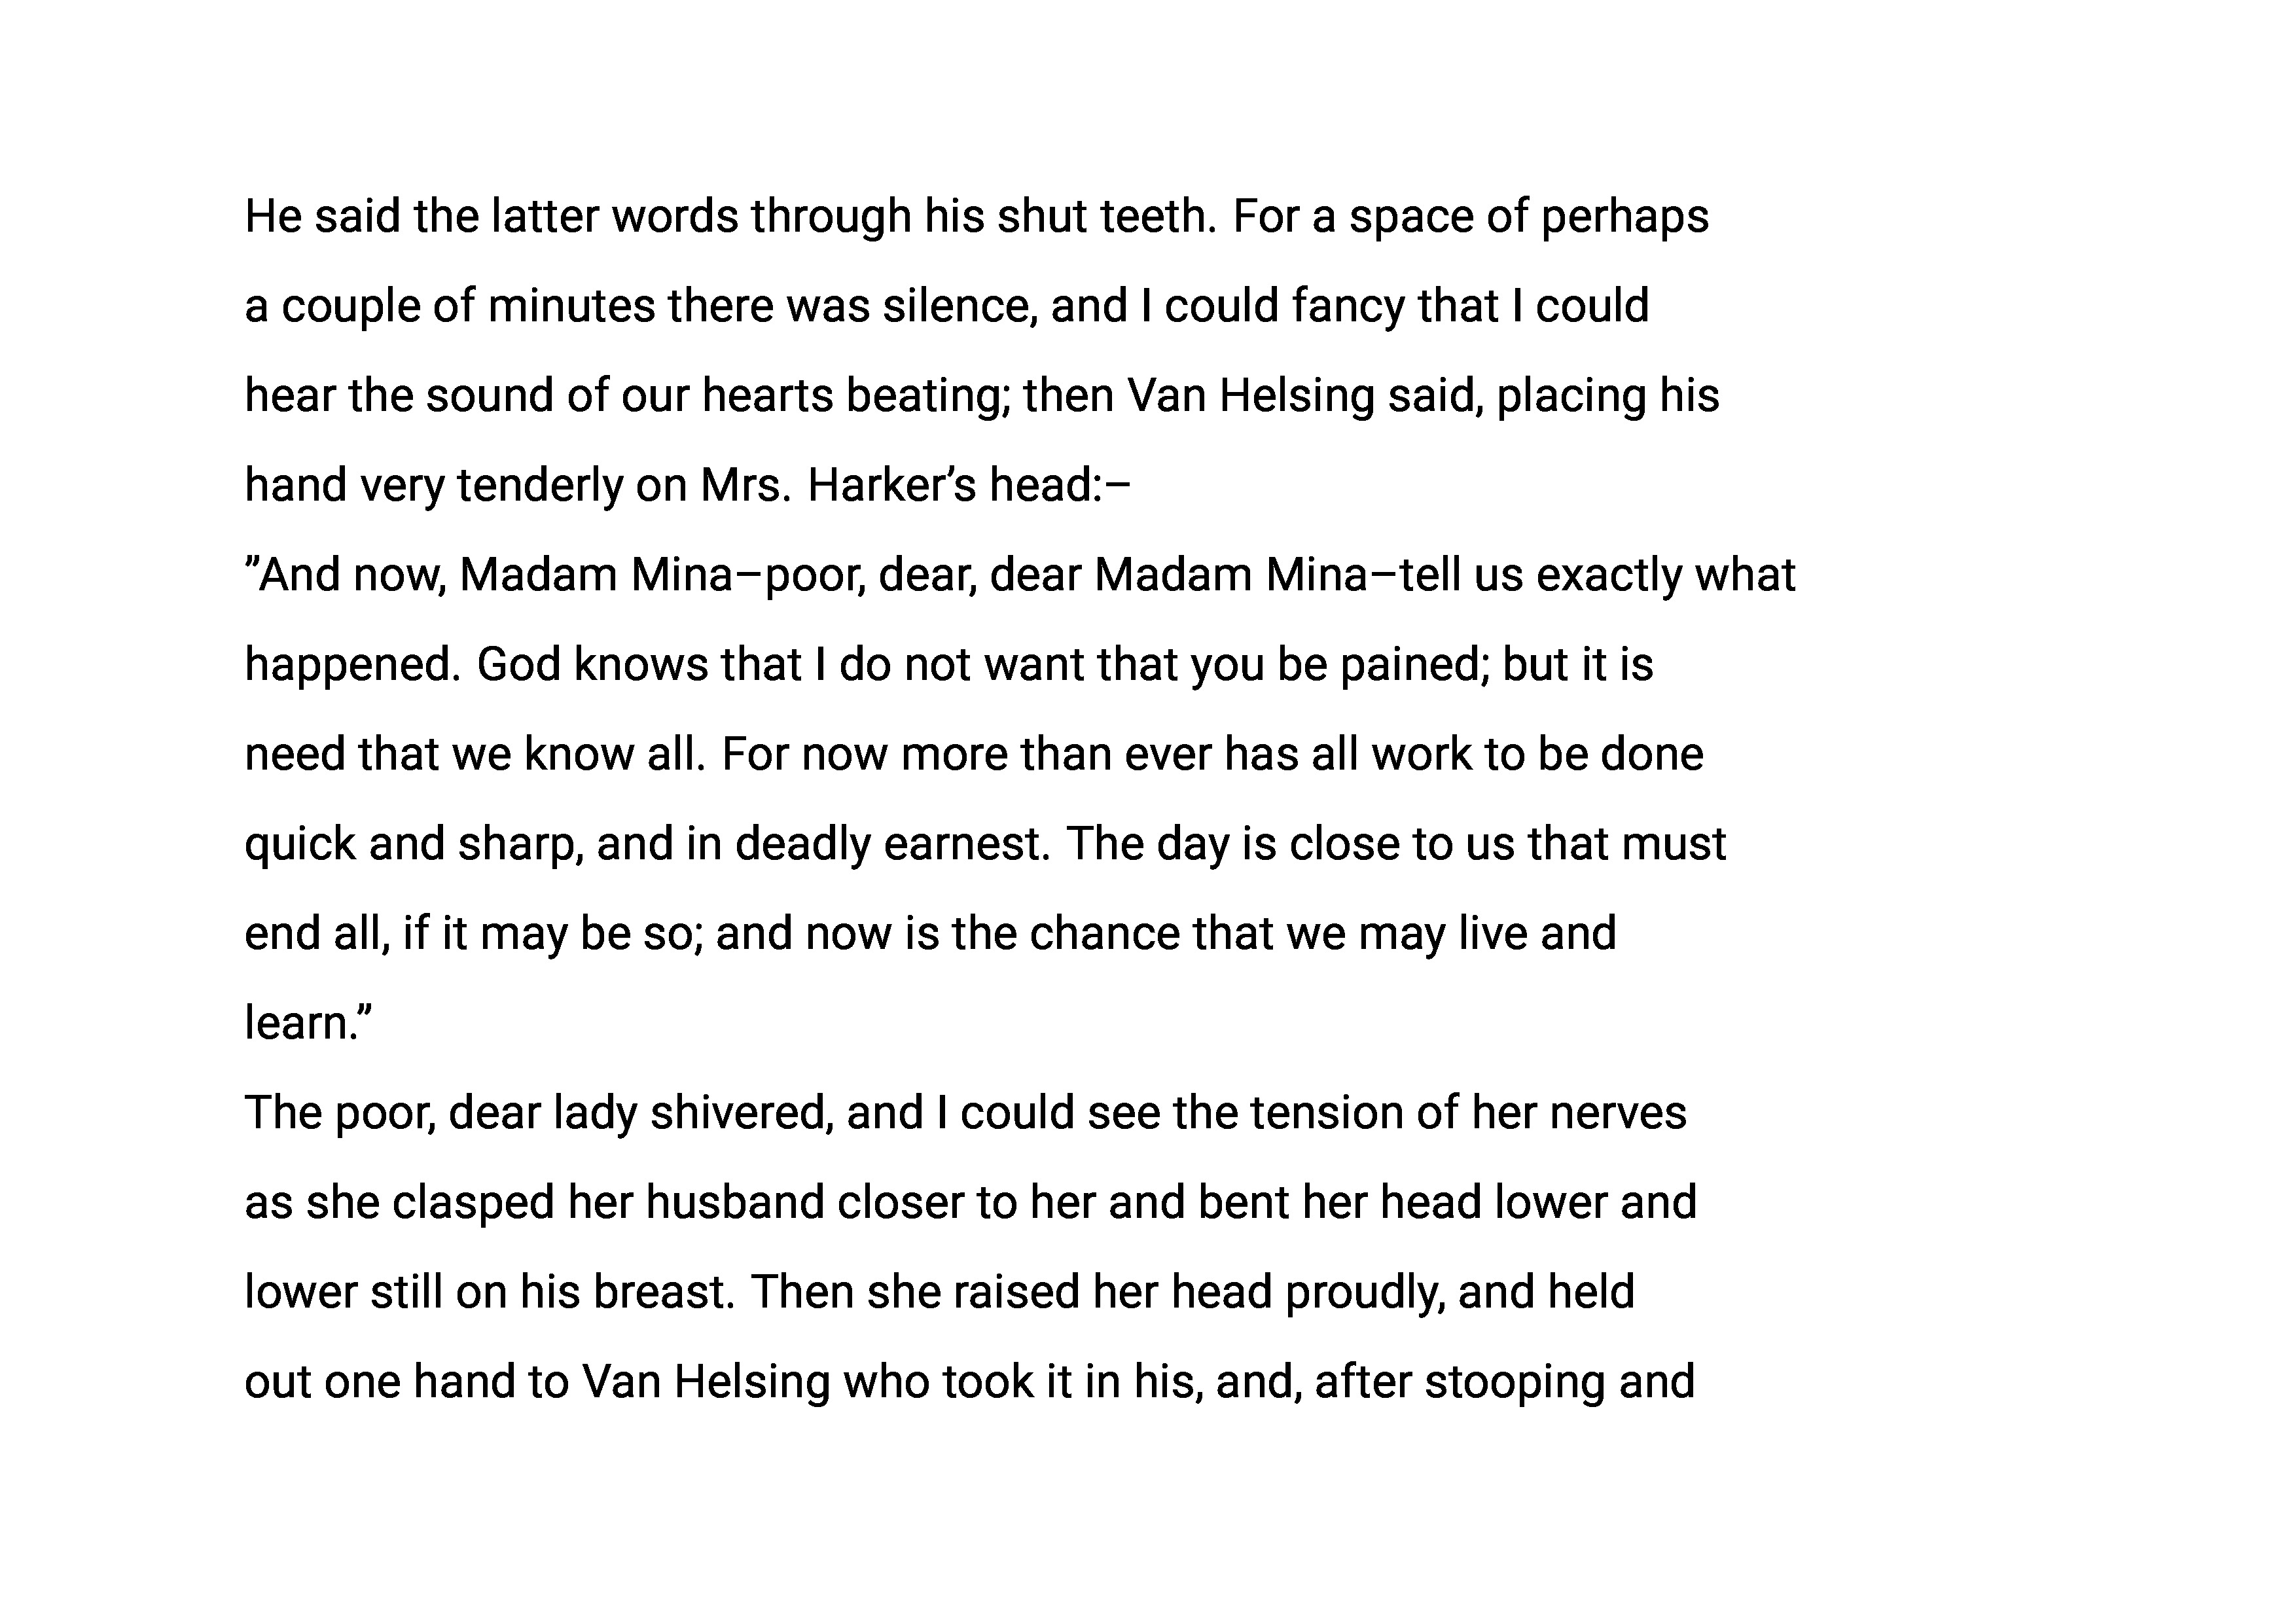 He said the latter words through his shut teeth. For a space of perhaps
a couple of minutes there was silence, and I could fancy that I could
hear the sound of our hearts beating; then Van Helsing said, placing his
hand very tenderly on Mrs. Harker’s head:–
”And now, Madam Mina–poor, dear, dear Madam Mina–tell us exactly what
happened. God knows that I do not want that you be pained; but it is
need that we know all. For now more than ever has all work to be done
quick and sharp, and in deadly earnest. The day is close to us that must
end all, if it may be so; and now is the chance that we may live and
learn.”
The poor, dear lady shivered, and I could see the tension of her nerves
as she clasped her husband closer to her and bent her head lower and
lower still on his breast. Then she raised her head proudly, and held
out one hand to Van Helsing who took it in his, and, after stooping and